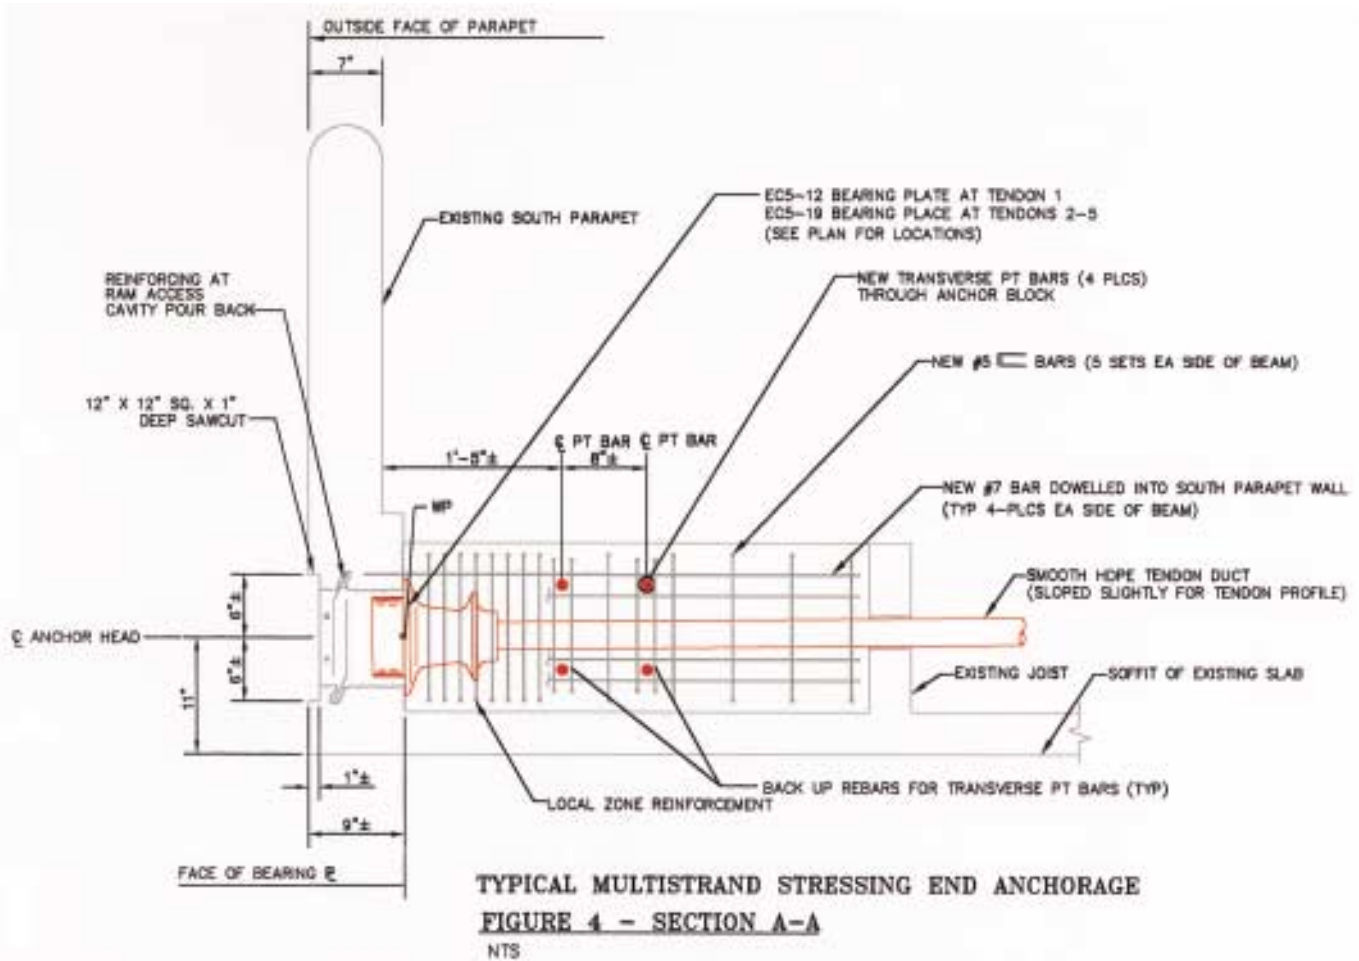 OUTSIDE FACE OF PARAPET
7"
EC5-12 BEARING PLATE AT TENDON 1
EC5-19 BEARING PLACE AT TENDONS 2-5
(SEE PLAN FOR LOCATIONS)
EXISTING SOUTH PARAPET
REINFORCING AT
RAM ACCESS
CAVITY POUR BACK
NEW TRANSVERSE PT BARS (4 PLCS)
THROUGH ANCHOR BLOCK
NEW #5 BARS (5 SETS EA SIDE OF BEAM)
12" X 12" SQ. X 1"
DEEP SAWCUT
℄ PT BAR ℄ PT BAR
1'-5"± 8"±
NEW #7 BAR DOWELLED INTO SOUTH PARAPET WALL
(TYP 4-PLCS EA SIDE OF BEAM)
WP
SMOOTH HDPE TENDON DUCT
(SLOPED SLIGHTLY FOR TENDON PROFILE)
6"±
℄ ANCHOR HEAD
6"±
11"
EXISTING JOIST
SOFFIT OF EXISTING SLAB
1"±
BACK UP REBARS FOR TRANSVERSE PT BARS (TYP)
LOCAL ZONE REINFORCEMENT
9"±
FACE OF BEARING ⅊
TYPICAL MULTISTRAND STRESSING END ANCHORAGE
FIGURE 4 - SECTION A-A
NTS